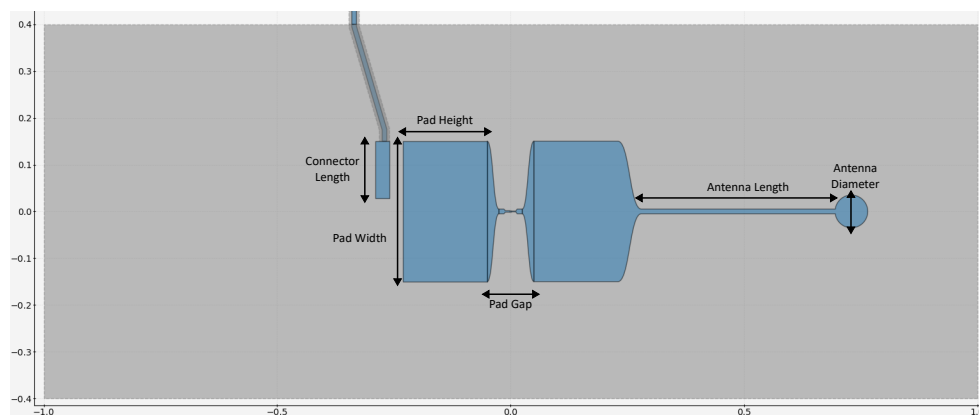 0.4
0.3
0.2
0.1
0.0
−0.1
−0.2
−0.3
−0.4
Pad Height
Connector
Length
Pad Width
Pad Gap
Antenna Length
Antenna
Diameter
−1.0
−0.5
0.0
0.5